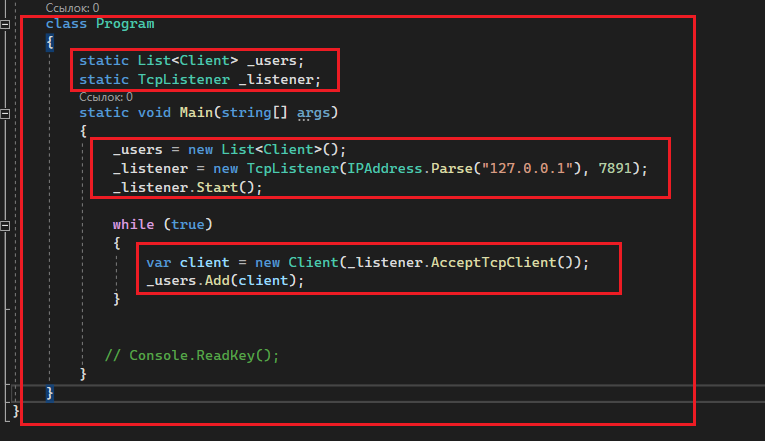 Ссылок: 0
class Program
{
static List<Client> _users;
static TcpListener _listener;
Ссылок: 0
static void Main(string[] args)
{
_users = new List<Client>();
_listener = new TcpListener(IPAddress.Parse("127.0.0.1"), 7891);
_listener.Start();
while (true)
{
var client = new Client(_listener.AcceptTcpClient());
_users.Add(client);
}
// Console.ReadKey();
}
}
}